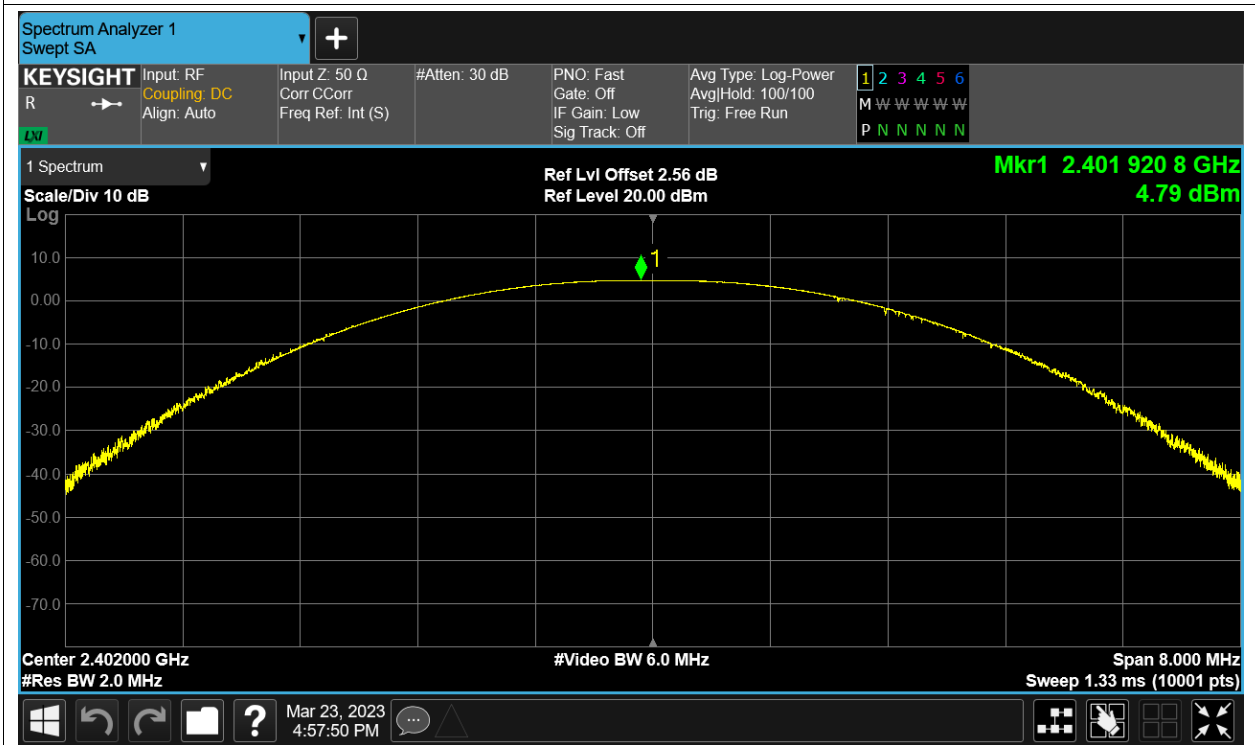 Spectrum Analyzer 1
Swept SA
+
KEYSIGHT
R
LXI
Input: RF
Coupling: DC
Align: Auto
Input Z: 50 Ω
Corr CCorr
Freq Ref: Int (S)
#Atten: 30 dB
PNO: Fast
Gate: Off
IF Gain: Low
Sig Track: Off
Avg Type: Log-Power
Avg|Hold: 100/100
Trig: Free Run
1 2 3 4 5 6
M W W W W W
P N N N N N
1 Spectrum
Scale/Div 10 dB
Log
Ref Lvl Offset 2.56 dB
Ref Level 20.00 dBm
Mkr1 2.401 920 8 GHz
4.79 dBm
1
10.0
0.00
-10.0
-20.0
-30.0
-40.0
-50.0
-60.0
-70.0
Center 2.402000 GHz
#Res BW 2.0 MHz
#Video BW 6.0 MHz
Span 8.000 MHz
Sweep 1.33 ms (10001 pts)
?
Mar 23, 2023
4:57:50 PM